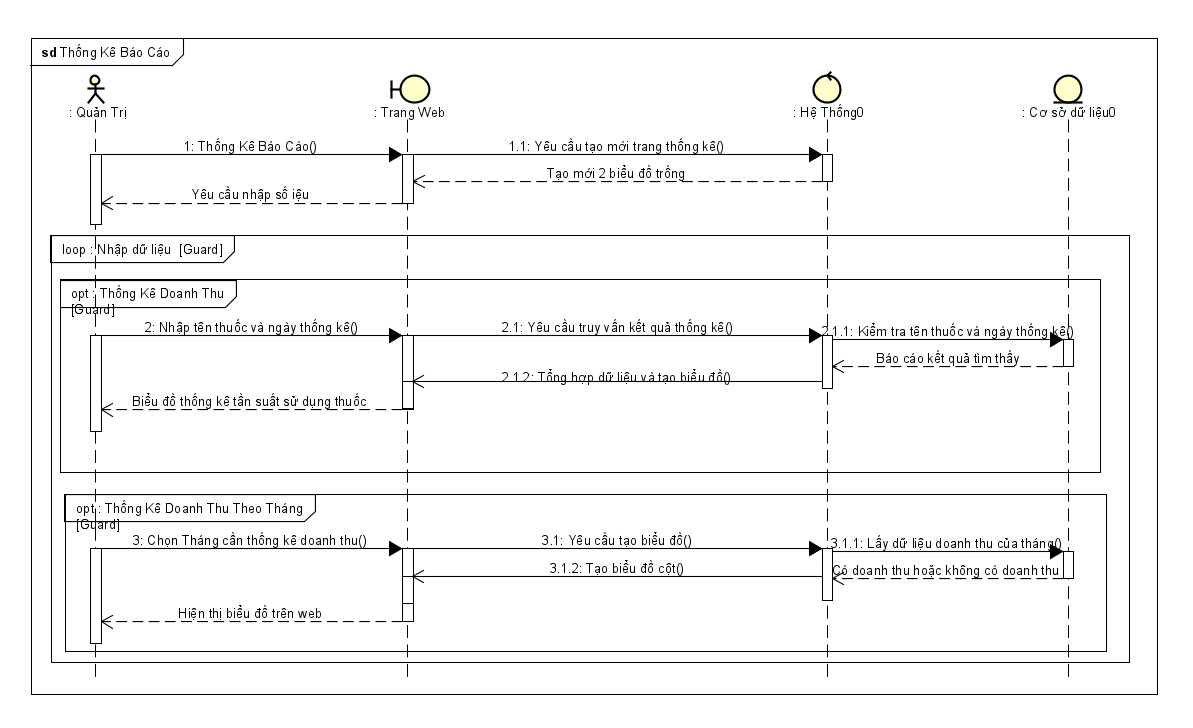 sd Thống Kê Báo Cáo
: Quản Trị
: Trang Web
: Hệ Thống0
: Cơ sở dữ liệu0
1: Thống Kê Báo Cáo()
1.1: Yêu cầu tạo mới trang thống kê()
Tạo mới 2 biểu đồ trống
Yêu cầu nhập số iệu
loop : Nhập dữ liệu [Guard]
opt : Thống Kê Doanh Thu
[Guard]
2: Nhập tên thuốc và ngày thống kê()
2.1: Yêu cầu truy vấn kết quả thống kê()
2.1.1: Kiểm tra tên thuốc và ngày thống kê()
Báo cáo kết quả tìm thấy
2.1.2: Tổng hợp dữ liệu và tạo biểu đồ()
Biểu đồ thống kê tần suất sử dụng thuốc
opt : Thống Kê Doanh Thu Theo Tháng
[Guard]
3: Chọn Tháng cần thống kê doanh thu()
3.1: Yêu cầu tạo biểu đồ()
3.1.1: Lấy dữ liệu doanh thu của tháng()
3.1.2: Tạo biểu đồ cột()
Có doanh thu hoặc không có doanh thu
Hiện thị biểu đồ trên web